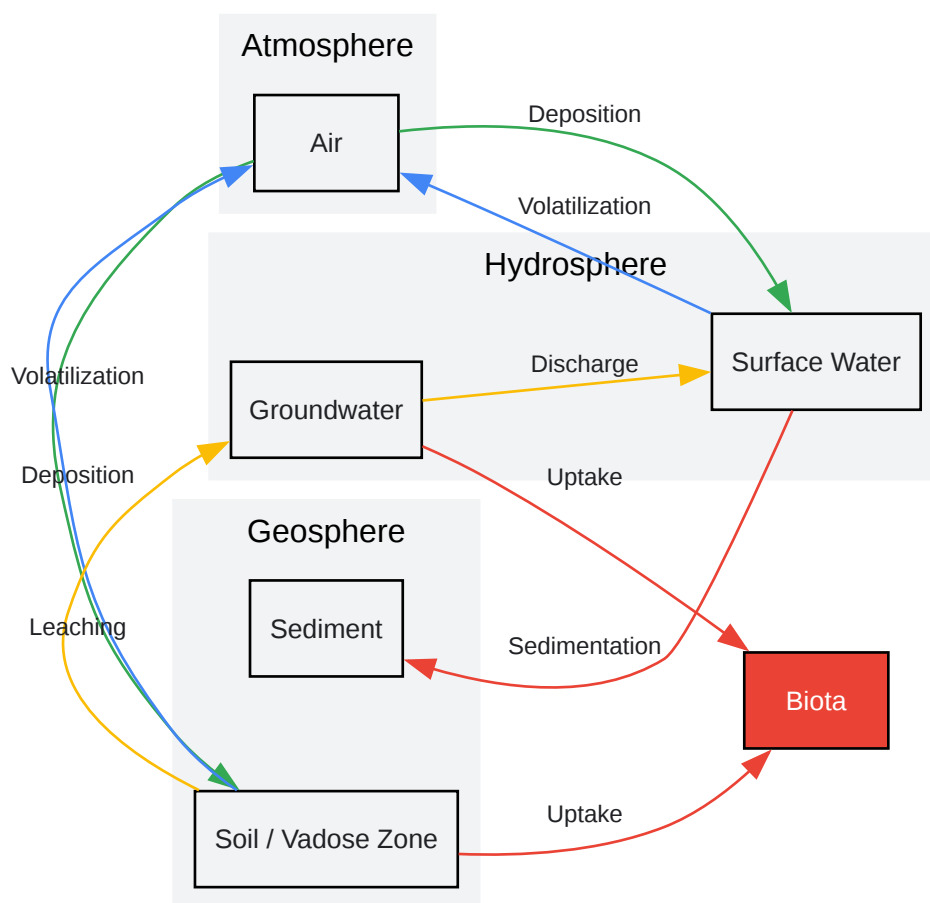 Atmosphere
Air
Deposition
Volatilization
Hydrosphere
Surface Water
Discharge
Volatilization
Groundwater
Deposition
Uptake
Geosphere
Leaching
Sediment
Sedimentation
Biota
Uptake
Soil / Vadose Zone